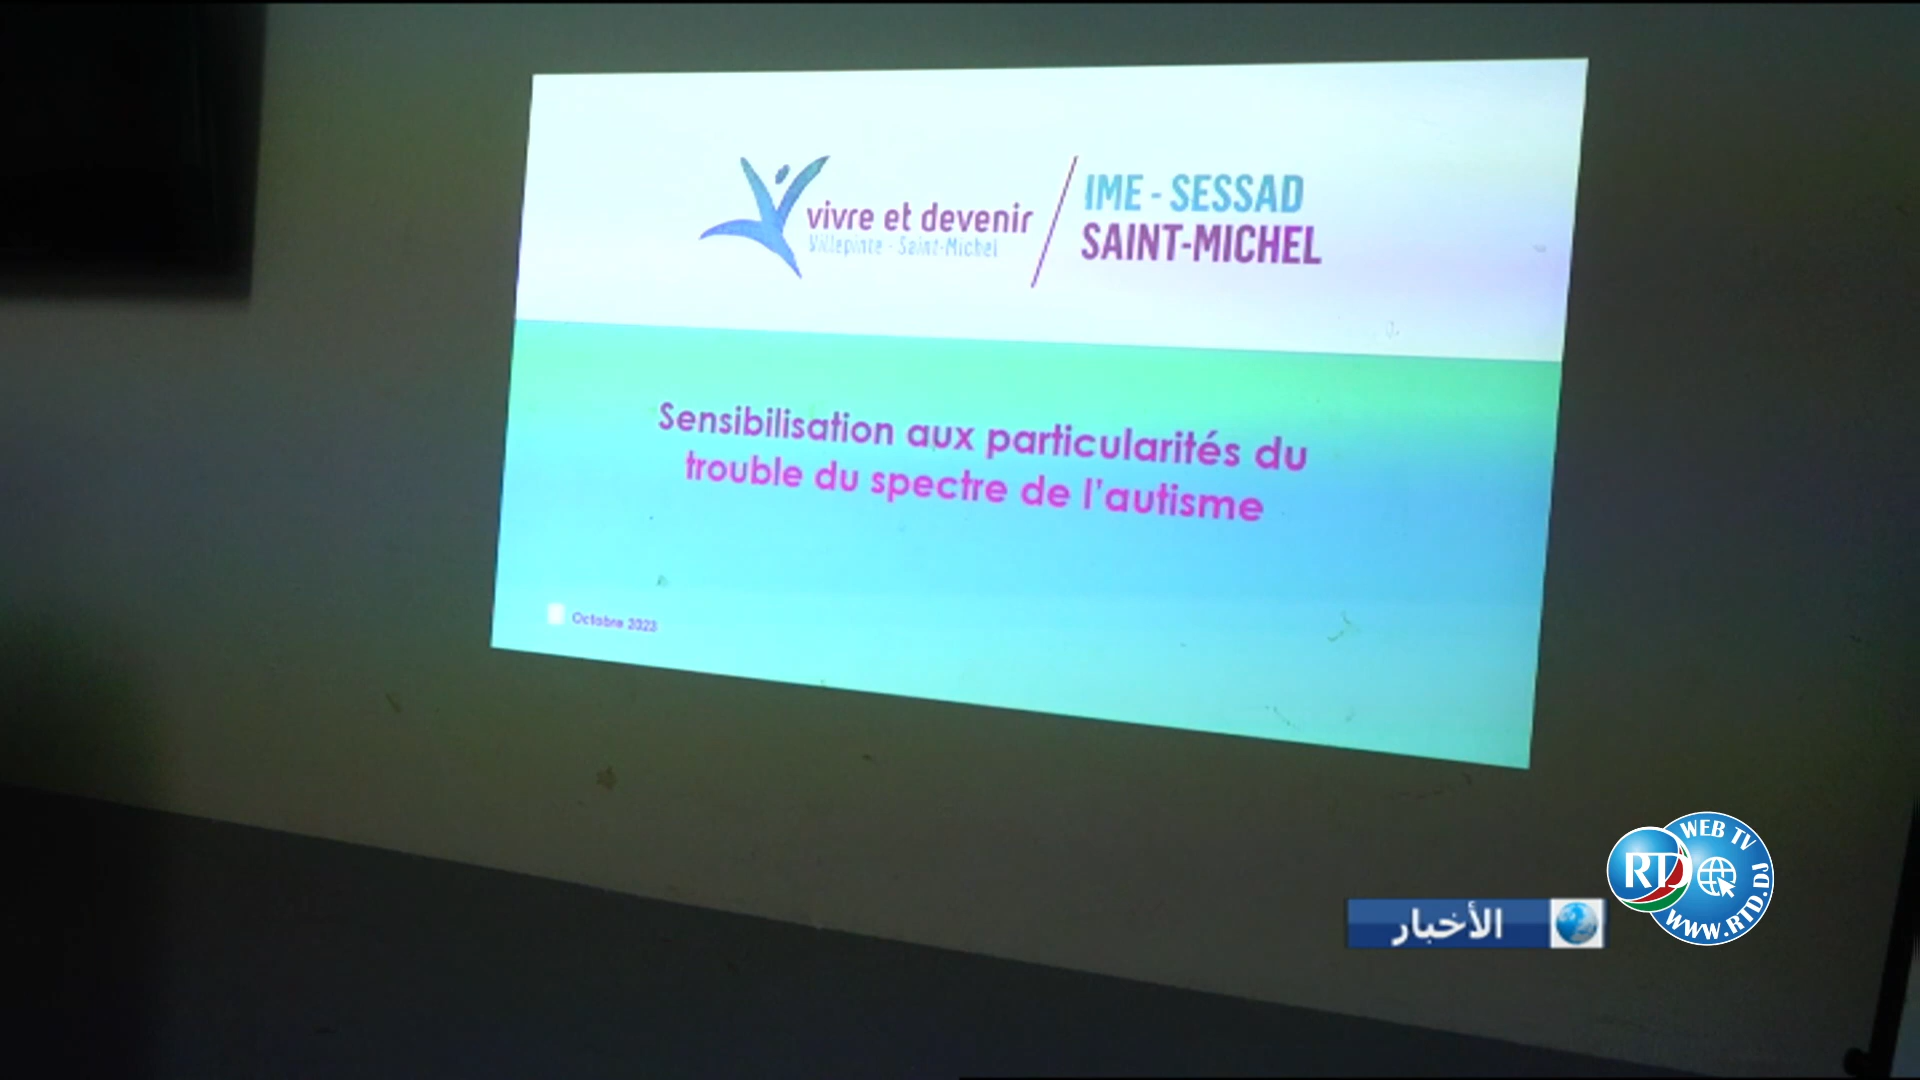 vivre et devenir
Villepinte - Saint-Michel
IME - SESSAD
SAINT-MICHEL
Sensibilisation aux particularités du
trouble du spectre de l'autisme
Octobre 2023
الأخبار
RTD
WEB TV
WWW.RTD.DJ